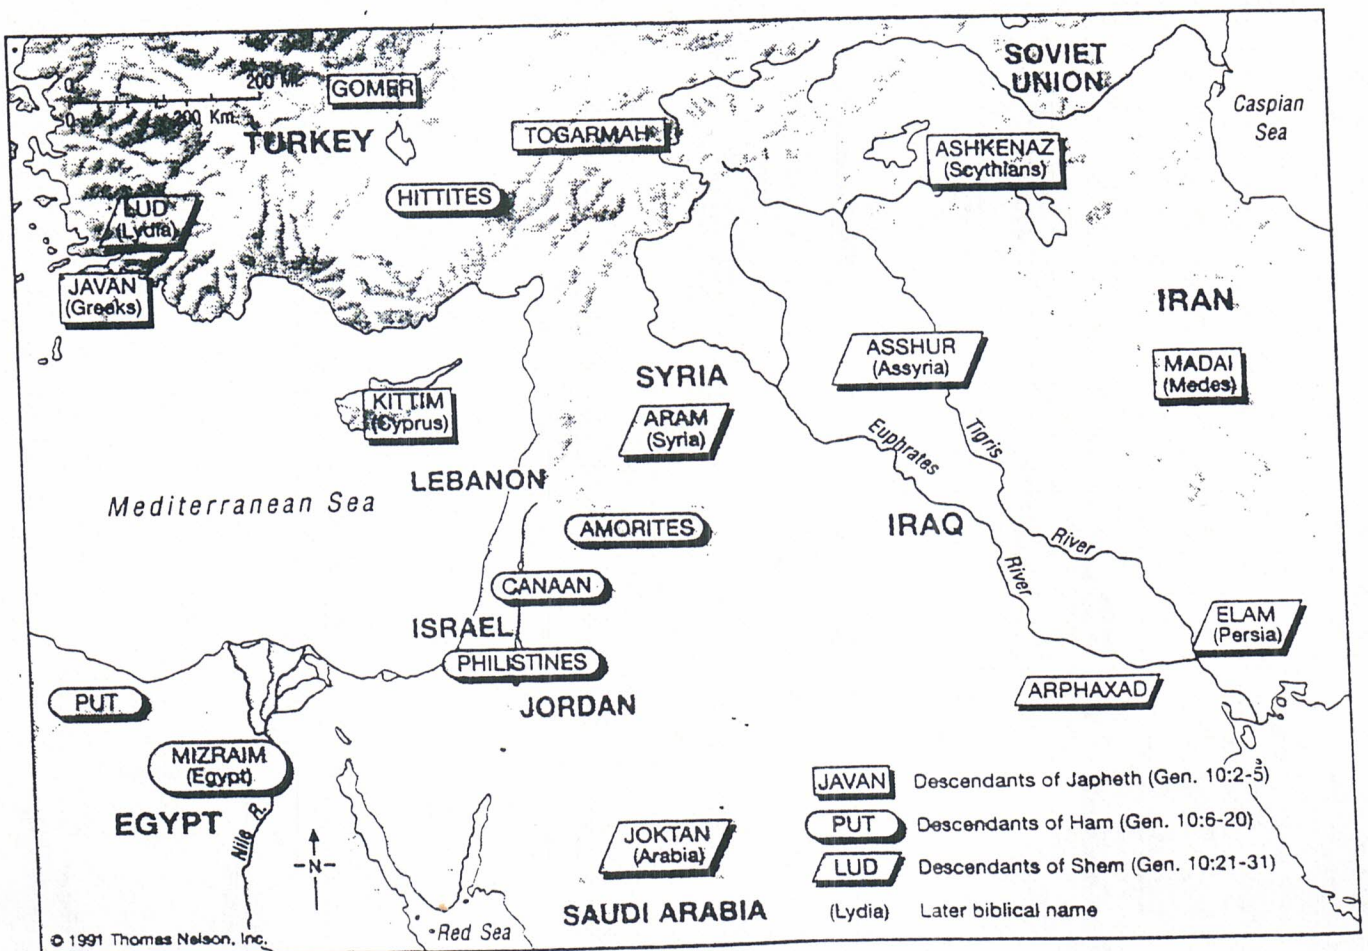 SOVIET
UNION
0 200 Mi.
0 200 Km.
GOMER
Caspian
Sea
TURKEY
TOGARMAH
ASHKENAZ
(Scythians)
HITTITES
LUD
(Lydia)
JAVAN
(Greeks)
IRAN
ASSHUR
(Assyria)
MADAI
(Medes)
SYRIA
KITTIM
(Cyprus)
ARAM
(Syria)
Euphrates
Tigris
LEBANON
Mediterranean Sea
AMORITES
IRAQ
River
River
CANAAN
ISRAEL
ELAM
(Persia)
PHILISTINES
PUT
JORDAN
ARPHAXAD
MIZRAIM
(Egypt)
EGYPT
Nile R.
N
JOKTAN
(Arabia)
SAUDI ARABIA
Red Sea
JAVAN Descendants of Japheth (Gen. 10:2-5)
PUT Descendants of Ham (Gen. 10:6-20)
LUD Descendants of Shem (Gen. 10:21-31)
(Lydia) Later biblical name
© 1991 Thomas Nelson, Inc.